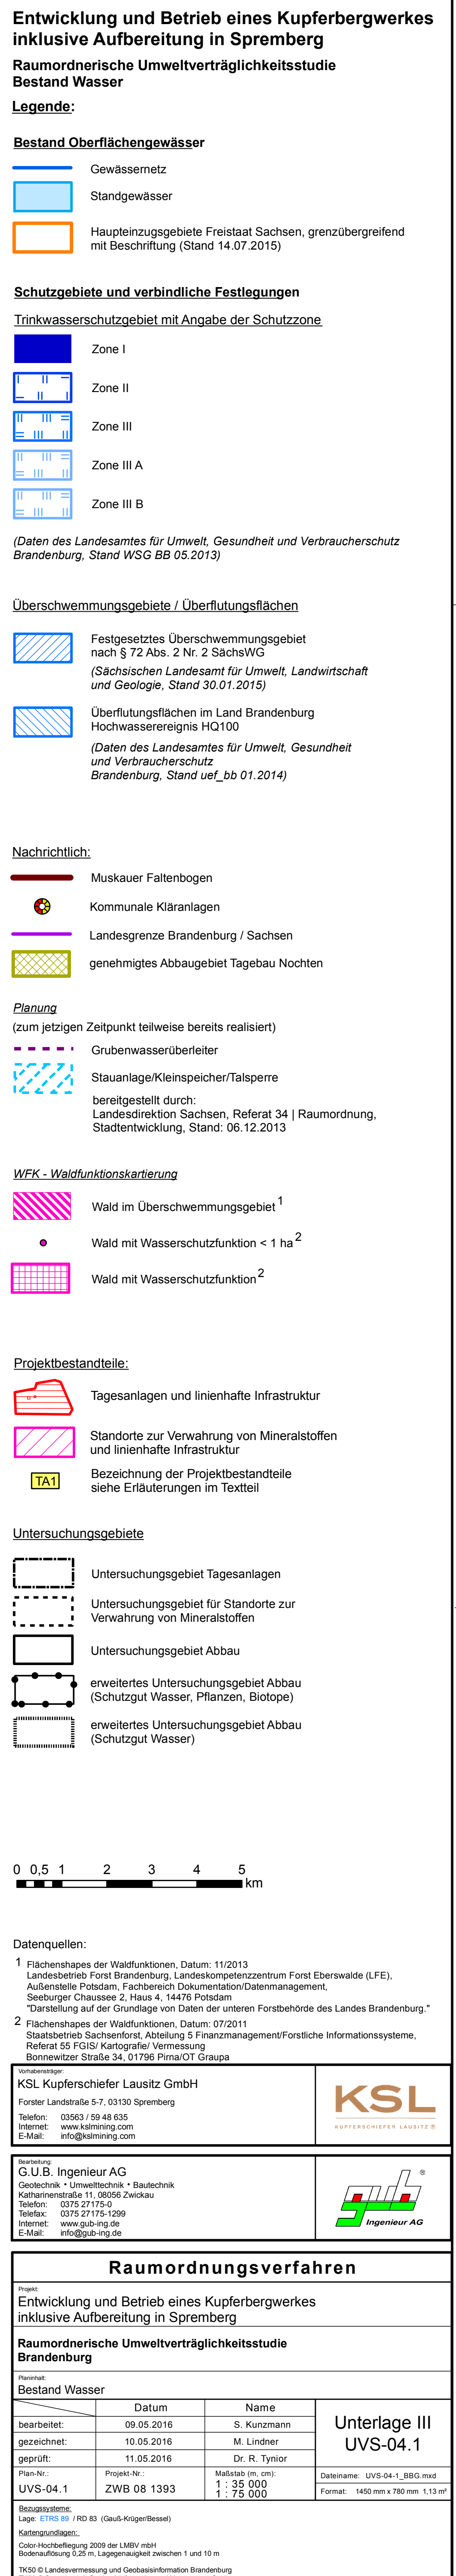 Entwicklung und Betrieb eines Kupferbergwerkes
inklusive Aufbereitung in Spremberg
Raumordnerische Umweltverträglichkeitsstudie
Bestand Wasser
Legende:
Bestand Oberflächengewässer
Gewässernetz
Standgewässer
Haupteinzugsgebiete Freistaat Sachsen, grenzübergreifend
mit Beschriftung (Stand 14.07.2015)
Schutzgebiete und verbindliche Festlegungen
Trinkwasserschutzgebiet mit Angabe der Schutzzone
Zone I
Zone II
Zone III
Zone III A
Zone III B
(Daten des Landesamtes für Umwelt, Gesundheit und Verbraucherschutz
Brandenburg, Stand WSG BB 05.2013)
Überschwemmungsgebiete / Überflutungsflächen
Festgesetztes Überschwemmungsgebiet
nach § 72 Abs. 2 Nr. 2 SächsWG
(Sächsischen Landesamt für Umwelt, Landwirtschaft
und Geologie, Stand 30.01.2015)
Überflutungsflächen im Land Brandenburg
Hochwasserereignis HQ100
(Daten des Landesamtes für Umwelt, Gesundheit
und Verbraucherschutz
Brandenburg, Stand uef_bb 01.2014)
Nachrichtlich:
Muskauer Faltenbogen
Kommunale Kläranlagen
Landesgrenze Brandenburg / Sachsen
genehmigtes Abbaugebiet Tagebau Nochten
Planung
(zum jetzigen Zeitpunkt teilweise bereits realisiert)
Grubenwasserüberleiter
Stauanlage/Kleinspeicher/Talsperre
bereitgestellt durch:
Landesdirektion Sachsen, Referat 34 | Raumordnung,
Stadtentwicklung, Stand: 06.12.2013
WFK - Waldfunktionskartierung
Wald im Überschwemmungsgebiet 1
Wald mit Wasserschutzfunktion < 1 ha 2
Wald mit Wasserschutzfunktion 2
Projektbestandteile:
Tagesanlagen und linienhafte Infrastruktur
Standorte zur Verwahrung von Mineralstoffen
und linienhafte Infrastruktur
TA1
Bezeichnung der Projektbestandteile
siehe Erläuterungen im Textteil
Untersuchungsgebiete
Untersuchungsgebiet Tagesanlagen
Untersuchungsgebiet für Standorte zur
Verwahrung von Mineralstoffen
Untersuchungsgebiet Abbau
erweitertes Untersuchungsgebiet Abbau
(Schutzgut Wasser, Pflanzen, Biotope)
erweitertes Untersuchungsgebiet Abbau
(Schutzgut Wasser)
0 0,5 1 2 3 4 5
km
Datenquellen:
1 Flächenshapes der Waldfunktionen, Datum: 11/2013
Landesbetrieb Forst Brandenburg, Landeskompetenzzentrum Forst Eberswalde (LFE),
Außenstelle Potsdam, Fachbereich Dokumentation/Datenmanagement,
Seeburger Chaussee 2, Haus 4, 14476 Potsdam
"Darstellung auf der Grundlage von Daten der unteren Forstbehörde des Landes Brandenburg."
2 Flächenshapes der Waldfunktionen, Datum: 07/2011
Staatsbetrieb Sachsenforst, Abteilung 5 Finanzmanagement/Forstliche Informationssysteme,
Referat 55 FGIS/ Kartografie/ Vermessung
Bonnewitzer Straße 34, 01796 Pirna/OT Graupa
Vorhabensträger:
KSL Kupferschiefer Lausitz GmbH
Forster Landstraße 5-7, 03130 Spremberg
Telefon: 03563 / 59 48 635
Internet: www.kslmining.com
E-Mail: info@kslmining.com
KSL
KUPFERSCHIEFER LAUSITZ ®
Bearbeitung:
G.U.B. Ingenieur AG
Geotechnik • Umwelttechnik • Bautechnik
Katharinenstraße 11, 08056 Zwickau
Telefon: 0375 27175-0
Telefax: 0375 27175-1299
Internet: www.gub-ing.de
E-Mail: info@gub-ing.de
gub ®
Ingenieur AG
Raumordnungsverfahren
Projekt:
Entwicklung und Betrieb eines Kupferbergwerkes
inklusive Aufbereitung in Spremberg
Raumordnerische Umweltverträglichkeitsstudie
Brandenburg
Planinhalt:
Bestand Wasser
Datum Name
bearbeitet: 09.05.2016 S. Kunzmann
gezeichnet: 10.05.2016 M. Lindner
geprüft: 11.05.2016 Dr. R. Tynior
Unterlage III
UVS-04.1
Plan-Nr.: Projekt-Nr.: Maßstab (m, cm):
UVS-04.1 ZWB 08 1393 1 : 35 000
1 : 75 000
Dateiname: UVS-04-1_BBG.mxd
Format: 1450 mm x 780 mm 1,13 m²
Bezugssysteme:
Lage: ETRS 89 / RD 83 (Gauß-Krüger/Bessel)
Kartengrundlagen:
Color-Hochbefliegung 2009 der LMBV mbH
Bodenauflösung 0,25 m, Lagegenauigkeit zwischen 1 und 10 m
TK50 © Landesvermessung und Geobasisinformation Brandenburg